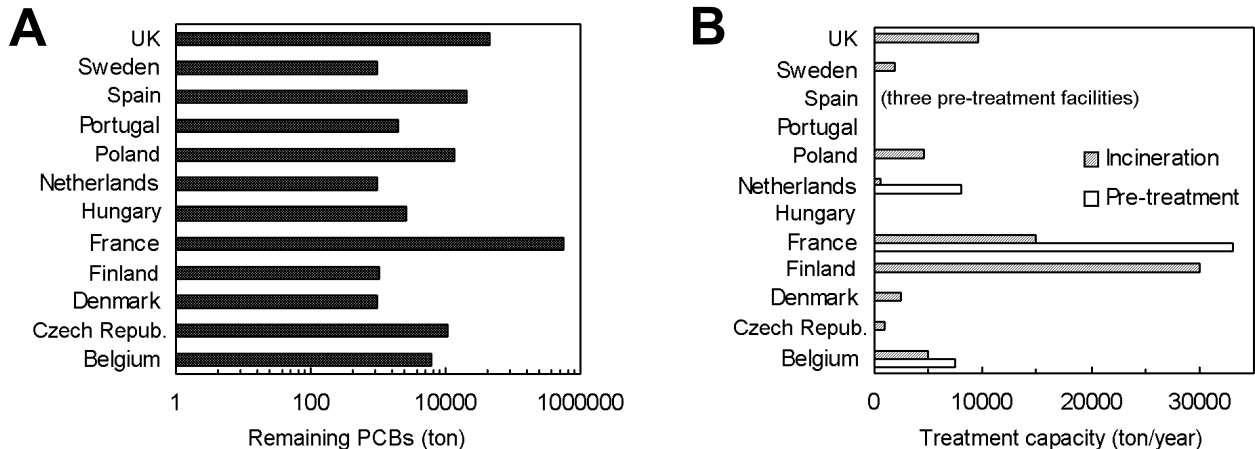 A
UK
Sweden
Spain
Portugal
Poland
Netherlands
Hungary
France
Finland
Denmark
Czech Repub.
Belgium
1 100 10000 1000000
Remaining PCBs (ton)
B
UK
Sweden
Spain (three pre-treatment facilities)
Portugal
Poland
Netherlands
Hungary
France
Finland
Denmark
Czech Repub.
Belgium
Incineration
Pre-treatment
0 10000 20000 30000
Treatment capacity (ton/year)